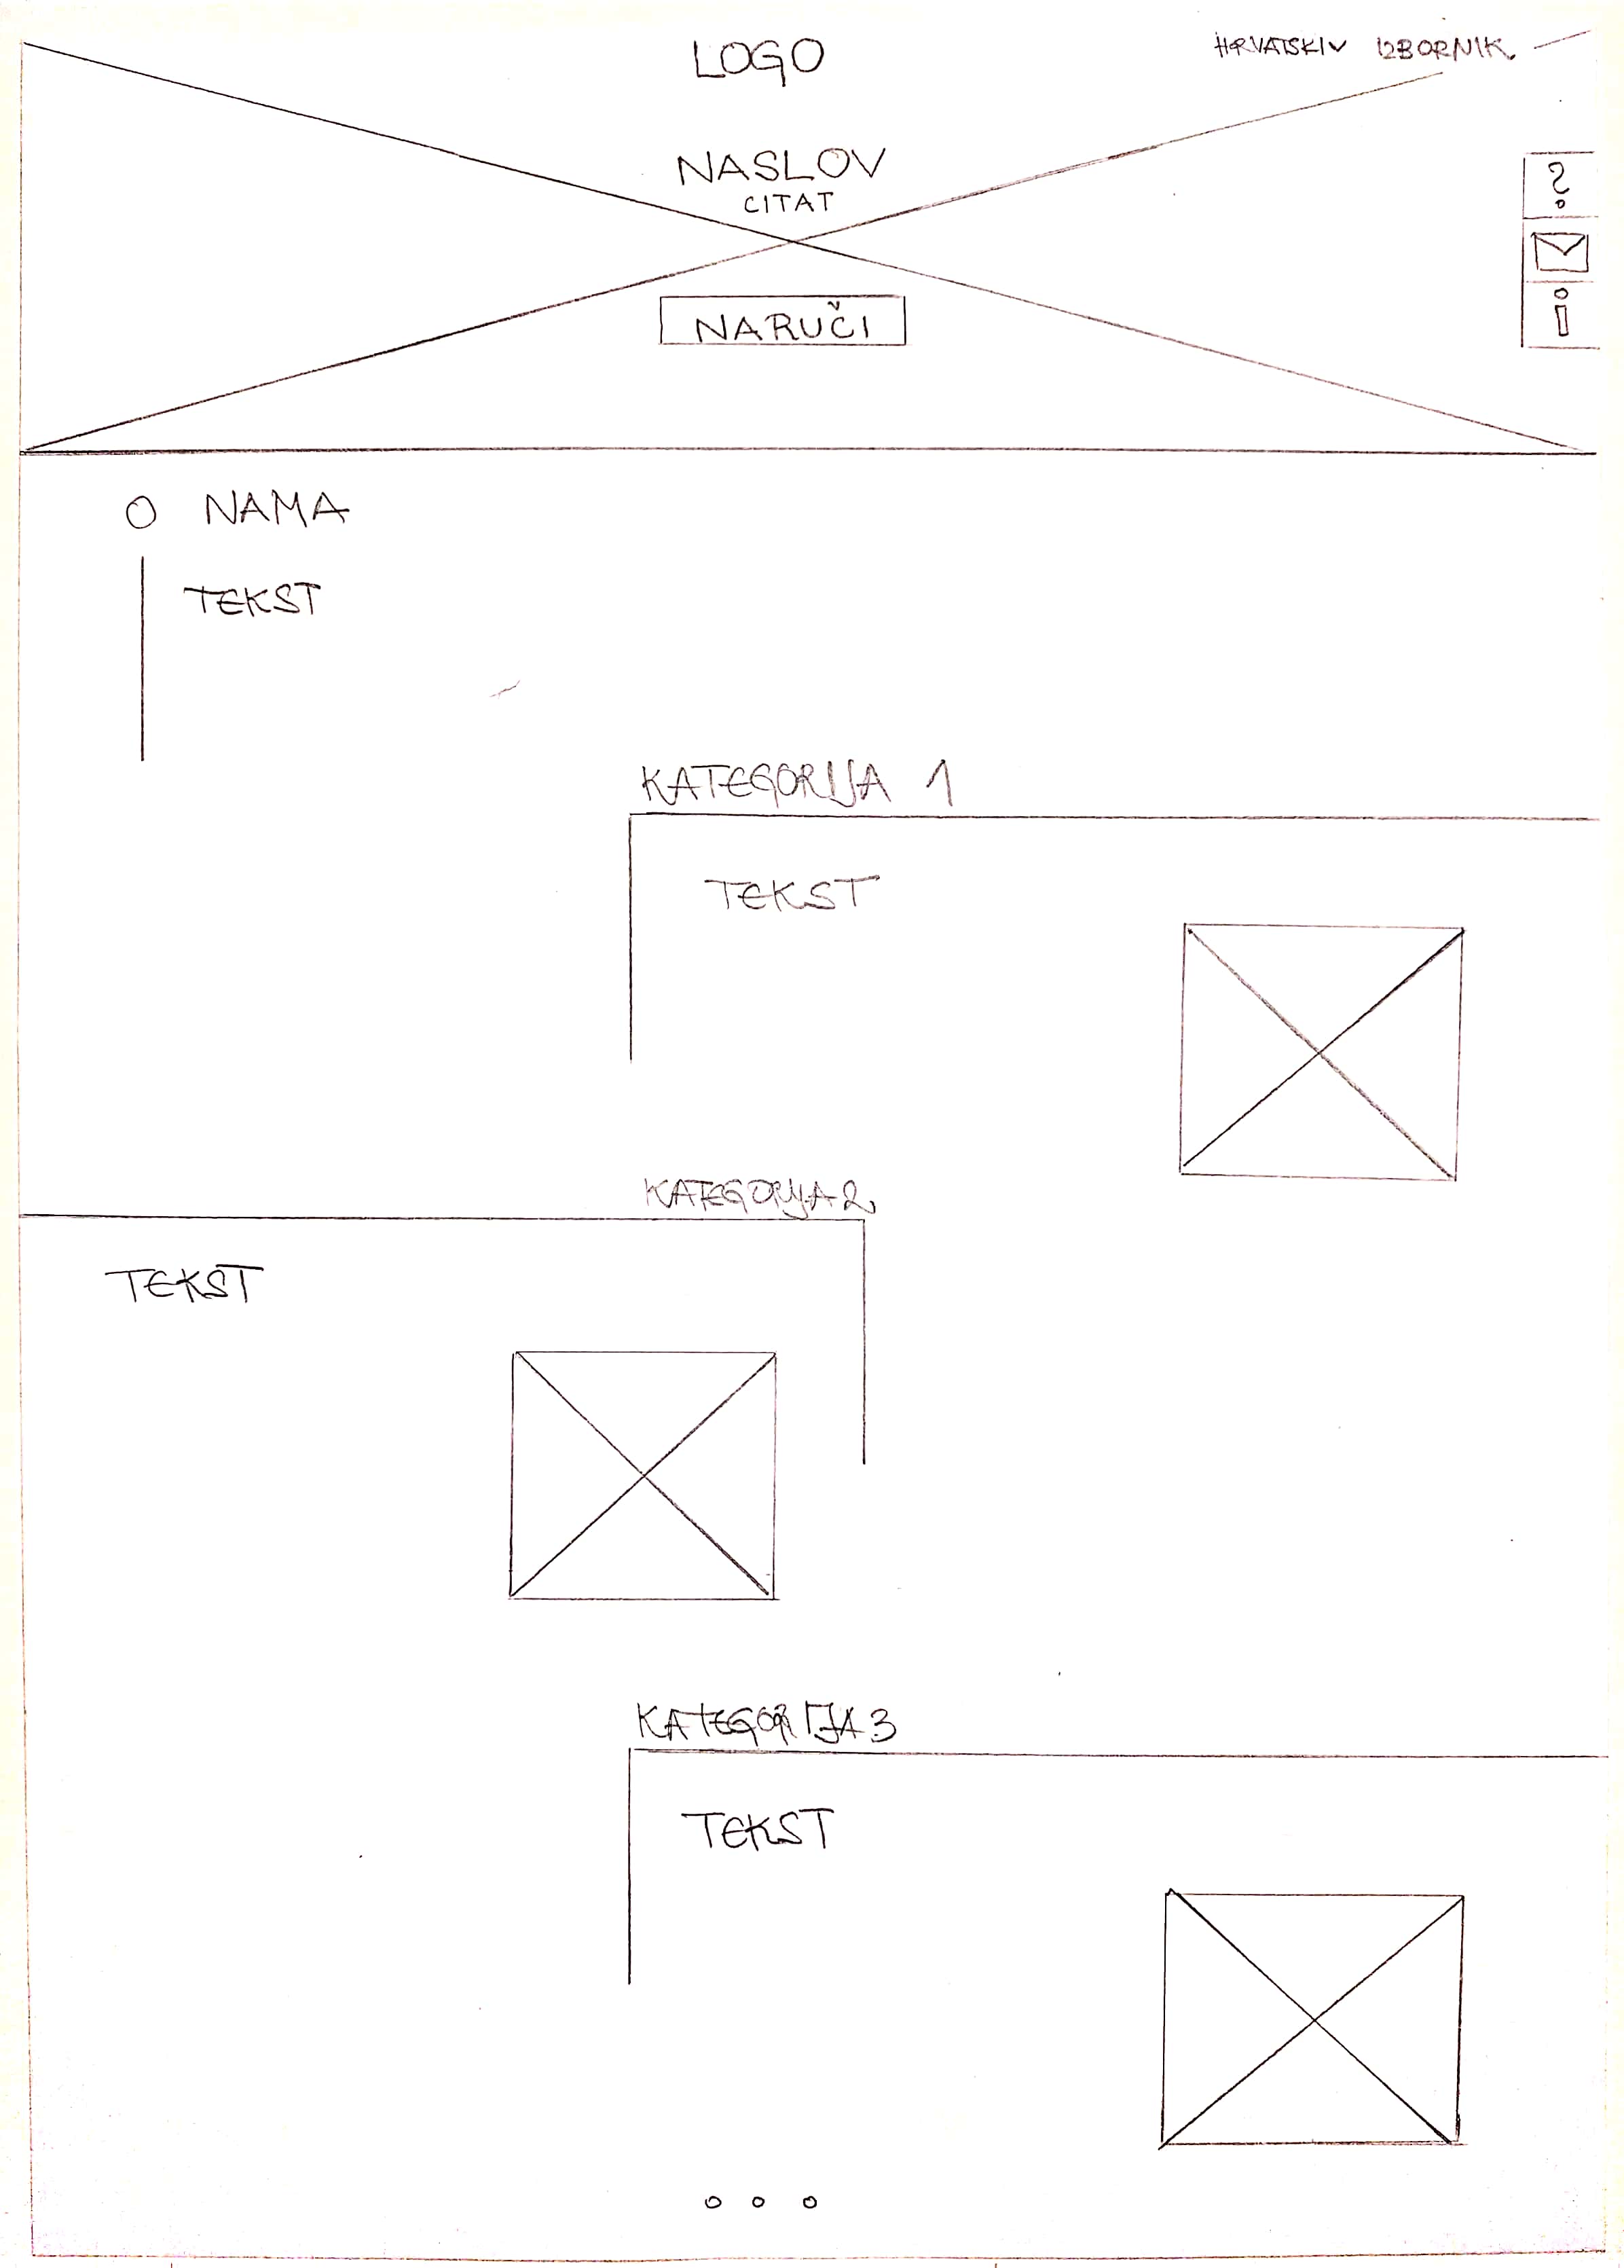 LOGO
HRVATSKI V IZBORNIK
NASLOV
CITAT
?
NARUČI
i
O NAMA
TEKST
KATEGORIJA 1
TEKST
KATEGORIJA 2
TEKST
KATEGORIJA 3
TEKST